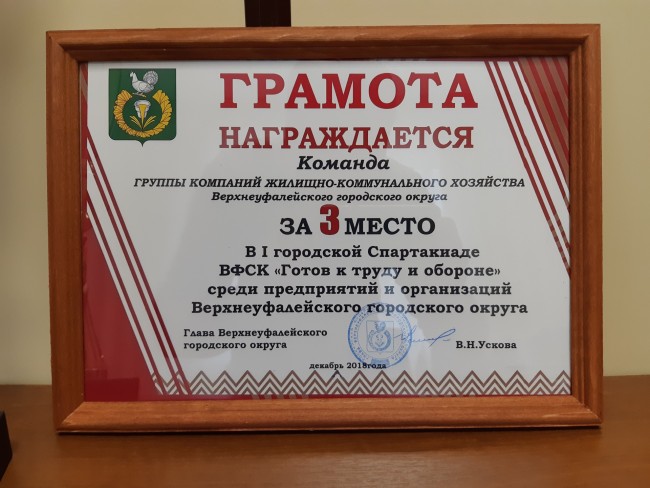 ГРАМОТА
НАГРАЖДАЕТСЯ
Команда
ГРУППЫ КОМПАНИЙ ЖИЛИЩНО-КОММУНАЛЬНОГО ХОЗЯЙСТВА
Верхнеуфалейского городского округа
ЗА 3 МЕСТО
В I городской Спартакиаде
ВФСК «Готов к труду и обороне»
среди предприятий и организаций
Верхнеуфалейского городского округа
Глава Верхнеуфалейского
городского округа
В.Н.Ускова
декабрь 2018года